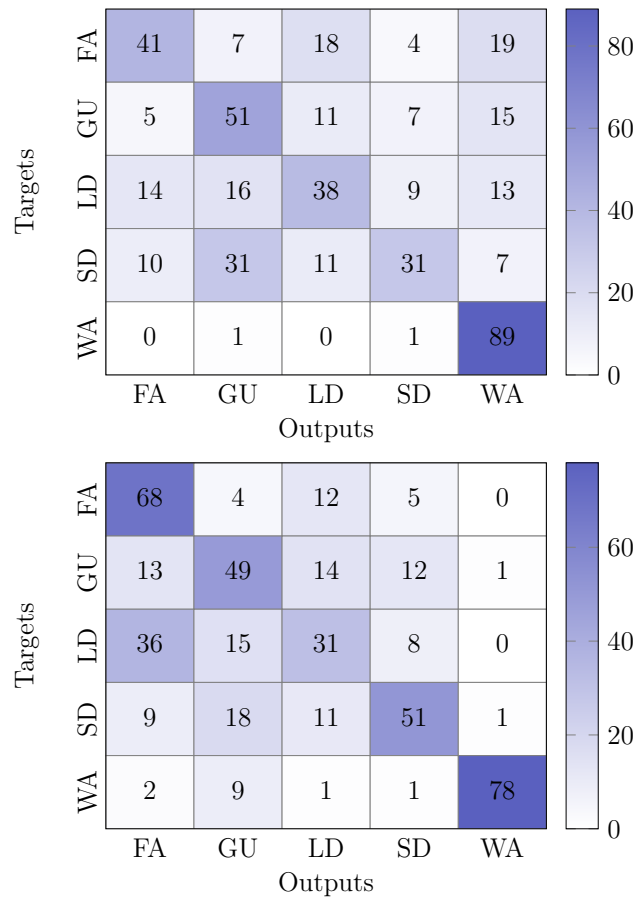 FA 41 7 18 4 19
GU 5 51 11 7 15
LD 14 16 38 9 13
SD 10 31 11 31 7
WA 0 1 0 1 89
FA GU LD SD WA
Outputs
Targets
80
60
40
20
0
FA 68 4 12 5 0
GU 13 49 14 12 1
LD 36 15 31 8 0
SD 9 18 11 51 1
WA 2 9 1 1 78
FA GU LD SD WA
Outputs
Targets
60
40
20
0